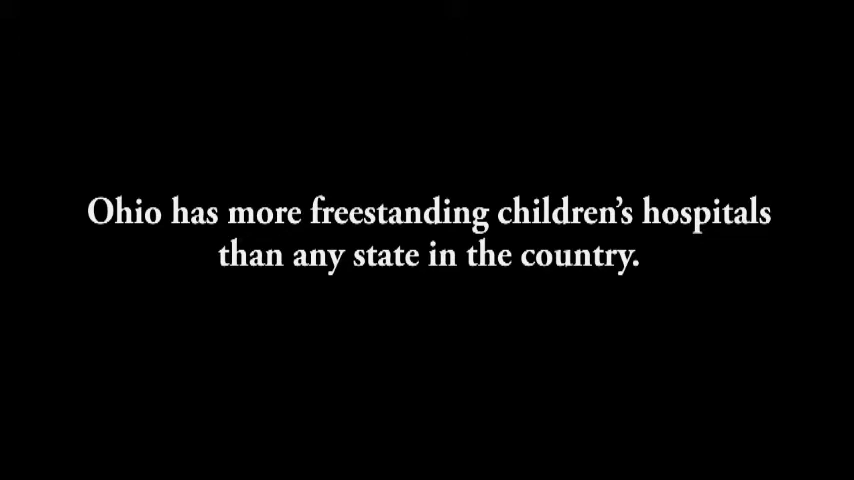 Ohio has more freestanding children’s hospitals
than any state in the country.